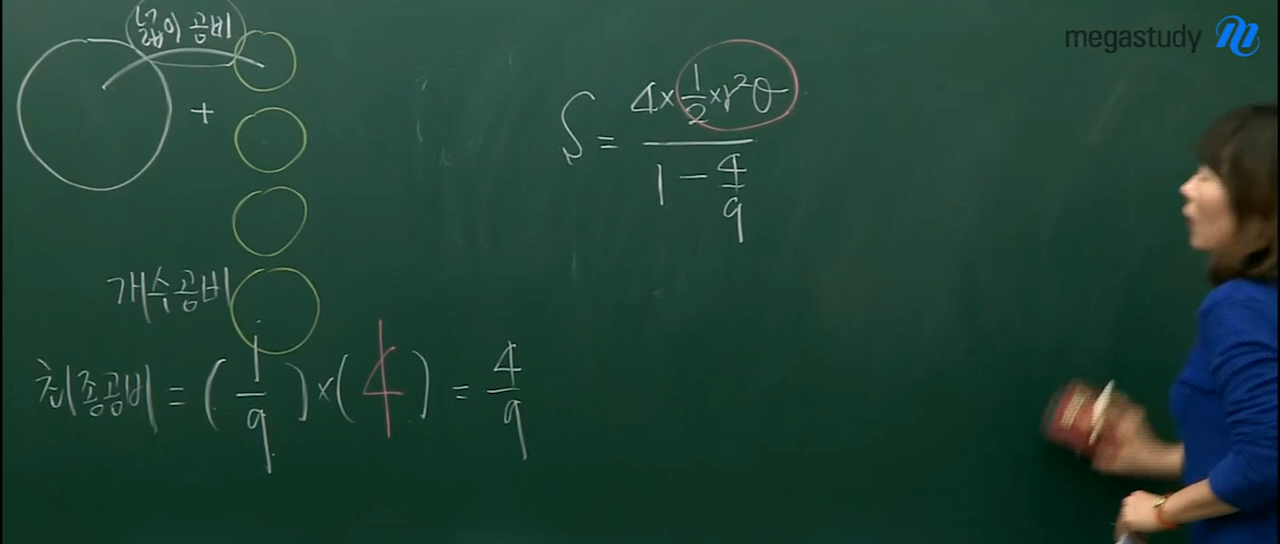 넓이 공비
megastudy
+
S = (4 × 1/2 × r²θ) / (1 − 4/9)
개수공비
최종공비 = (1/9) × (4) = 4/9